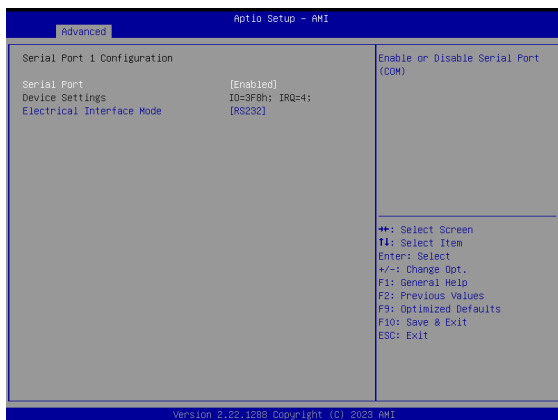 Aptio Setup - AMI
Advanced
Serial Port 1 Configuration
Serial Port [Enabled]
Device Settings IO=3F8h; IRQ=4;
Electrical Interface Mode [RS232]
Enable or Disable Serial Port
(COM)
→←: Select Screen
↑↓: Select Item
Enter: Select
+/-: Change Opt.
F1: General Help
F2: Previous Values
F9: Optimized Defaults
F10: Save & Exit
ESC: Exit
Version 2.22.1288 Copyright (C) 2023 AMI